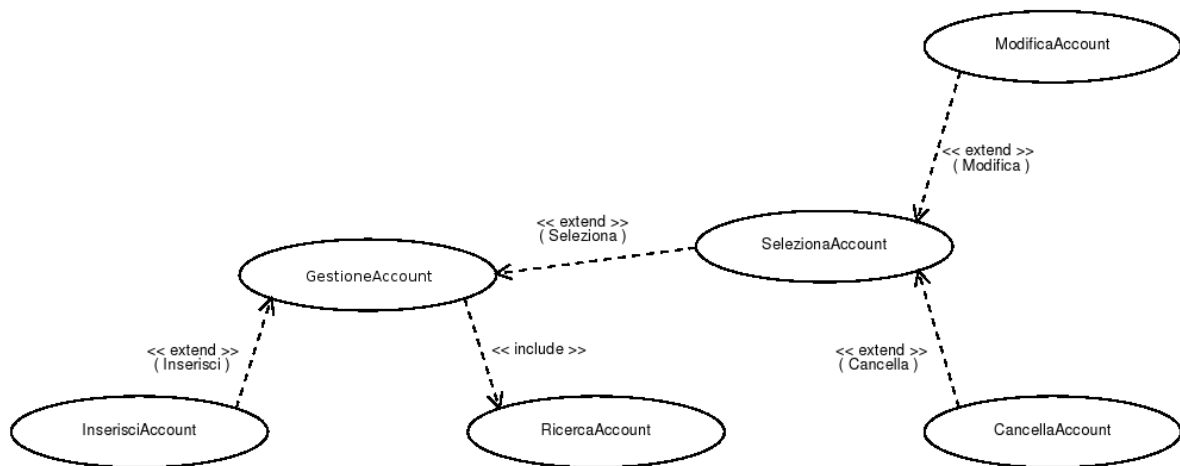 ModificaAccount
<< extend >>
( Modifica )
<< extend >>
( Seleziona )
SelezionaAccount
GestioneAccount
<< extend >>
( Inserisci )
<< include >>
<< extend >>
( Cancella )
InserisciAccount
RicercaAccount
CancellaAccount